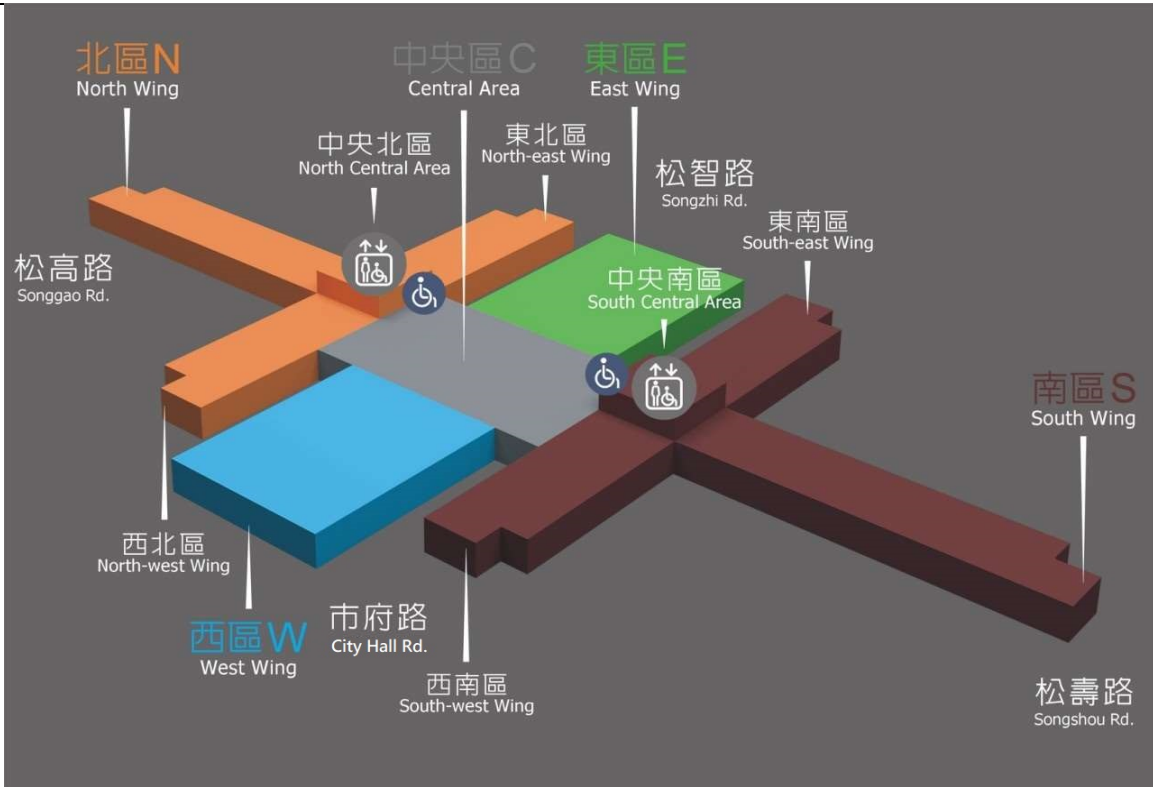 北區N
North Wing
中央區C
Central Area
東區E
East Wing
中央北區
North Central Area
東北區
North-east Wing
松智路
Songzhi Rd.
東南區
South-east Wing
松高路
Songgao Rd.
中央南區
South Central Area
南區S
South Wing
西北區
North-west Wing
西區W
West Wing
市府路
City Hall Rd.
西南區
South-west Wing
松壽路
Songshou Rd.